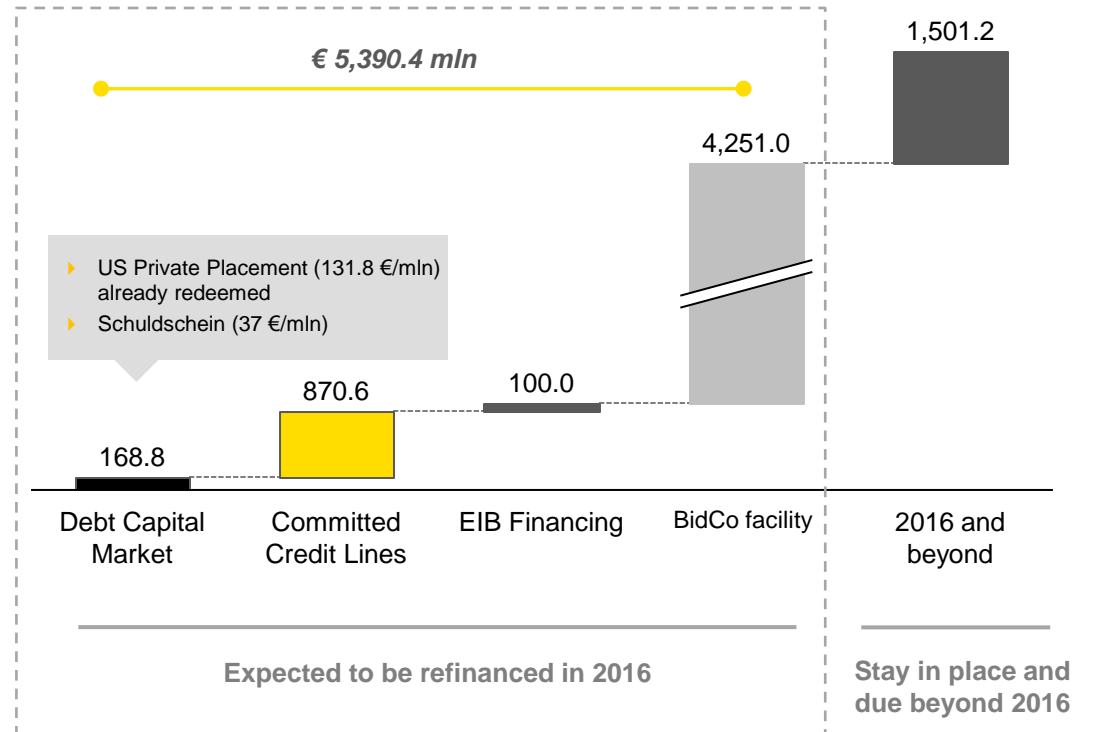 1,501.2
€ 5,390.4 mln
4,251.0
US Private Placement (131.8 €/mln)
already redeemed
Schuldschein (37 €/mln)
870.6
100.0
168.8
Debt Capital
Market
Committed
Credit Lines
EIB Financing
BidCo facility
2016 and
beyond
Expected to be refinanced in 2016
Stay in place and
due beyond 2016